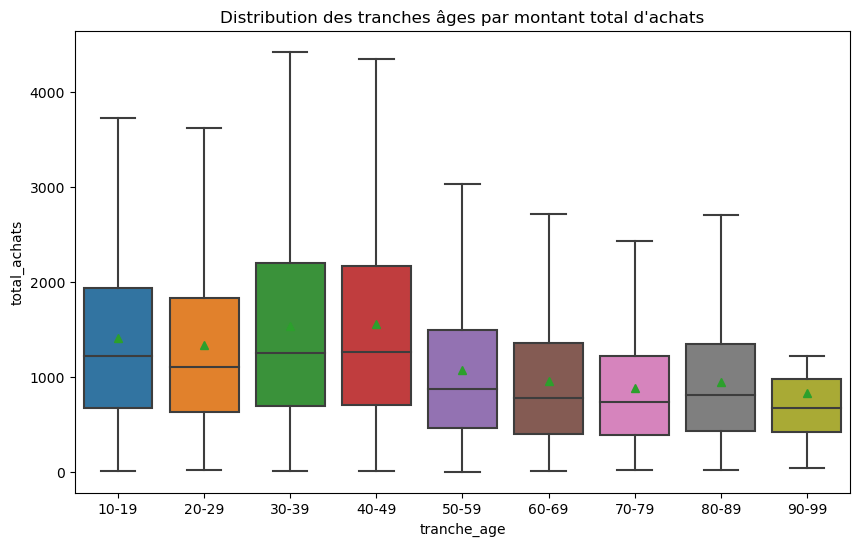 Distribution des tranches âges par montant total d'achats
total_achats
4000
3000
2000
1000
0
10-19 20-29 30-39 40-49 50-59 60-69 70-79 80-89 90-99
tranche_age